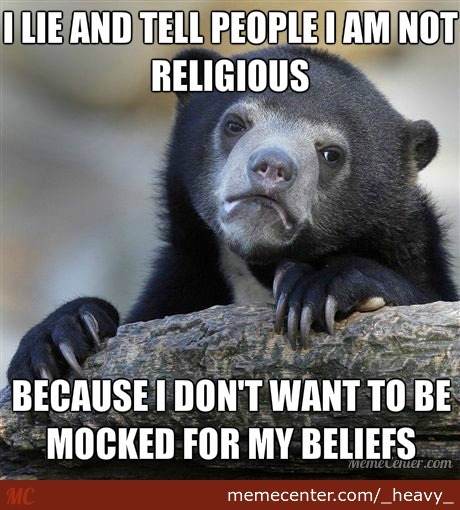 I LIE AND TELL PEOPLE I AM NOT
RELIGIOUS
BECAUSE I DON'T WANT TO BE
MOCKED FOR MY BELIEFS
MemeCenter.com
MC memecenter.com/_heavy_